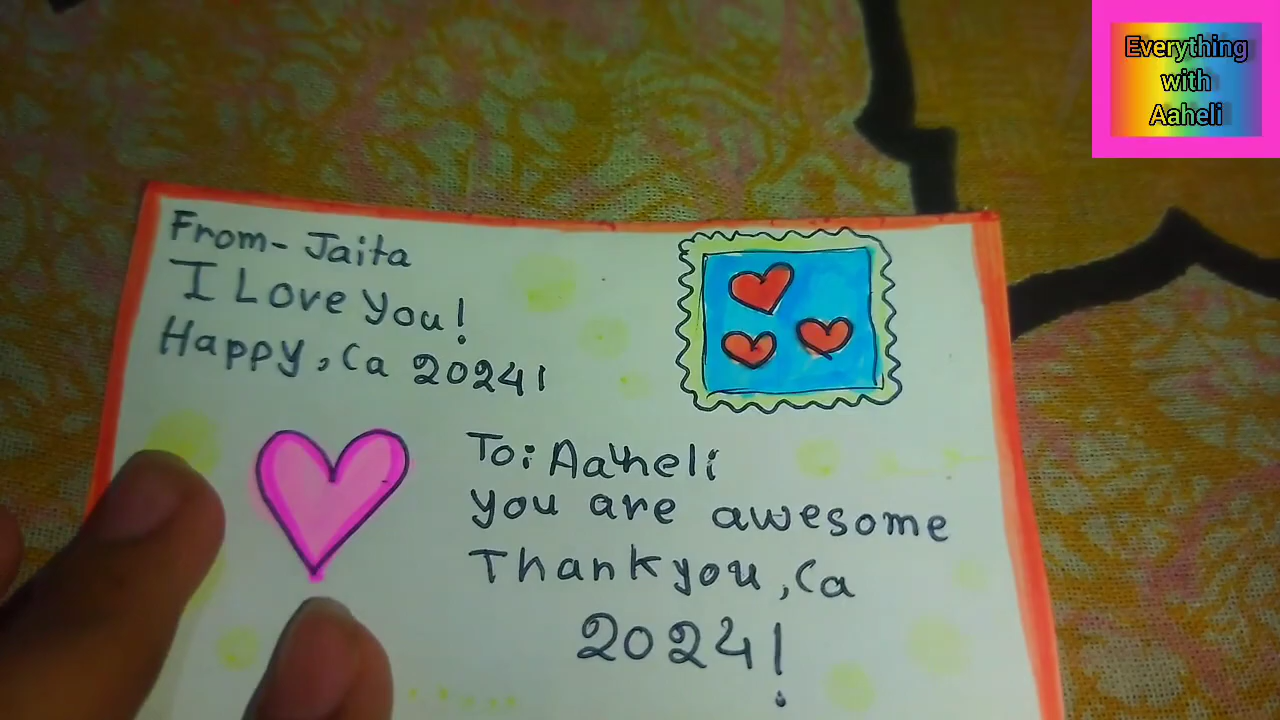 Everything
with
Aaheli
From- Jaita
I Love you!
Happy, Ca 2024!
To: Aaheli
you are awesome
Thankyou, Ca
2024!